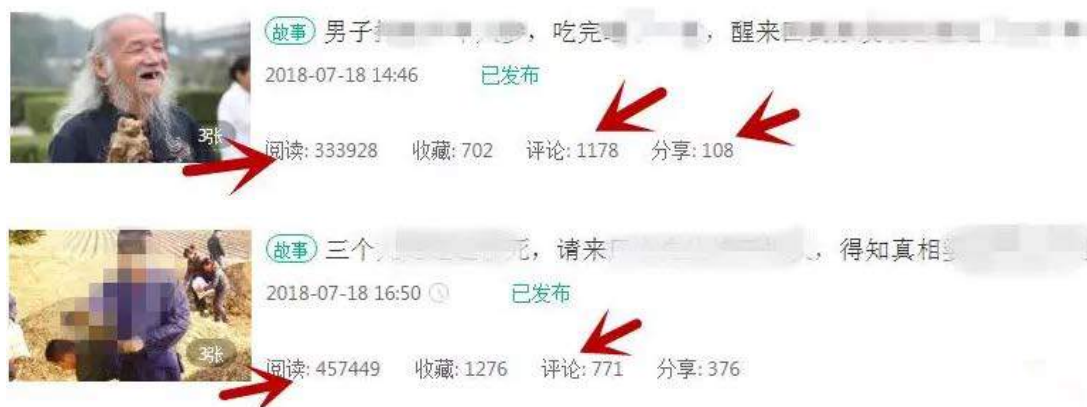 故事 男子 ，吃完 ，醒来
2018-07-18 14:46 已发布
3张
阅读: 333928 收藏: 702 评论: 1178 分享: 108
故事 三个 死，请来 ，得知真相
2018-07-18 16:50 已发布
3张
阅读: 457449 收藏: 1276 评论: 771 分享: 376